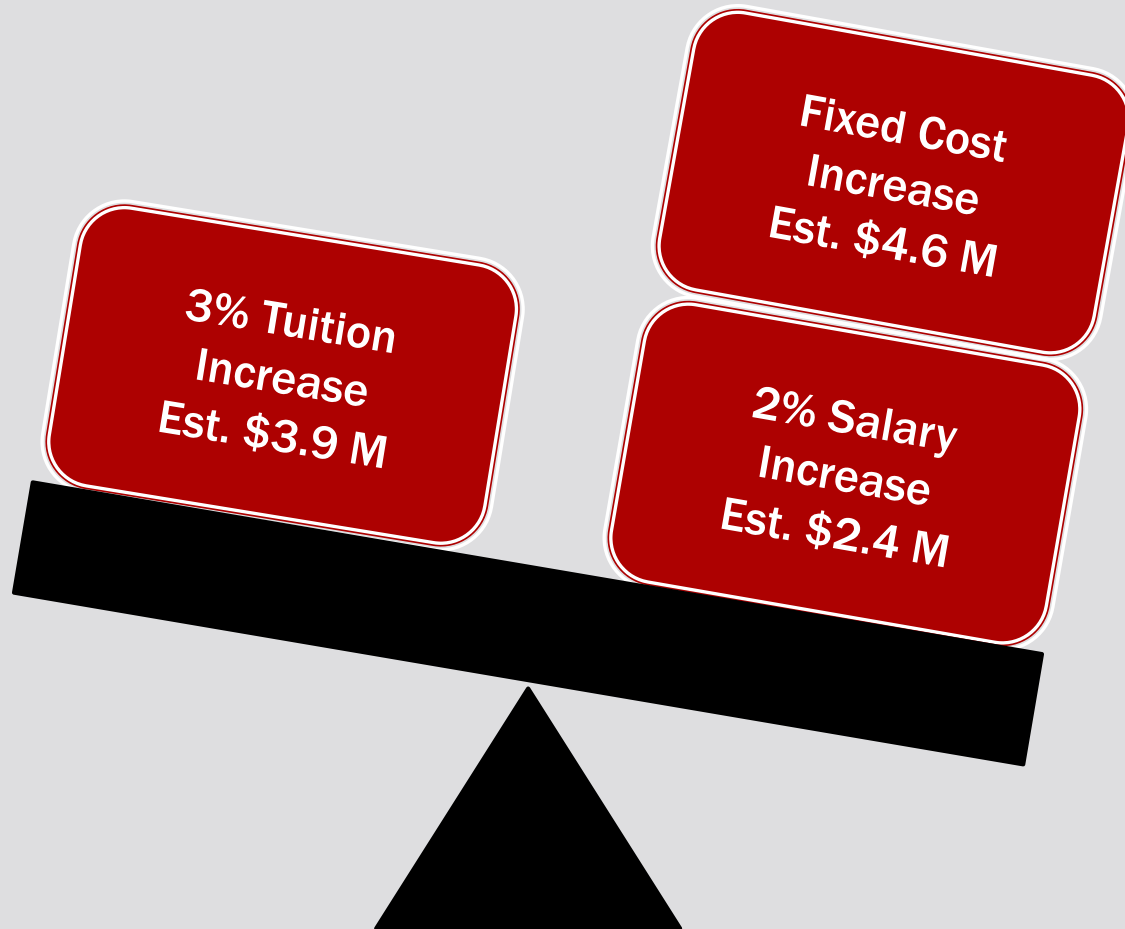 3% Tuition
Increase
Est. $3.9 M
Fixed Cost
Increase
Est. $4.6 M
2% Salary
Increase
Est. $2.4 M